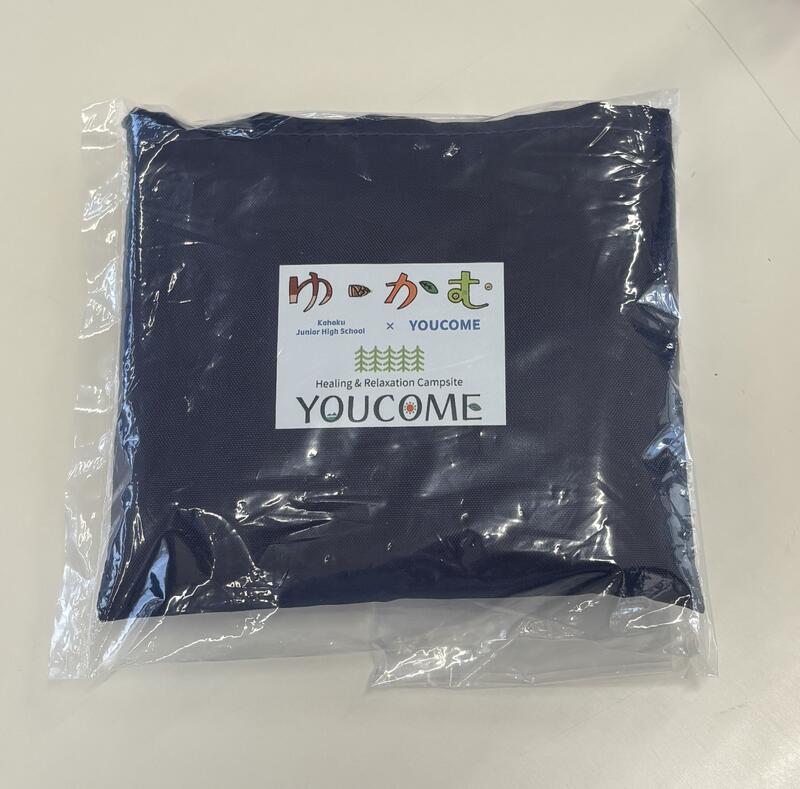 ゆーかむ
Kahoku
Junior High School × YOUCOME
Healing & Relaxation Campsite
YOUCOME